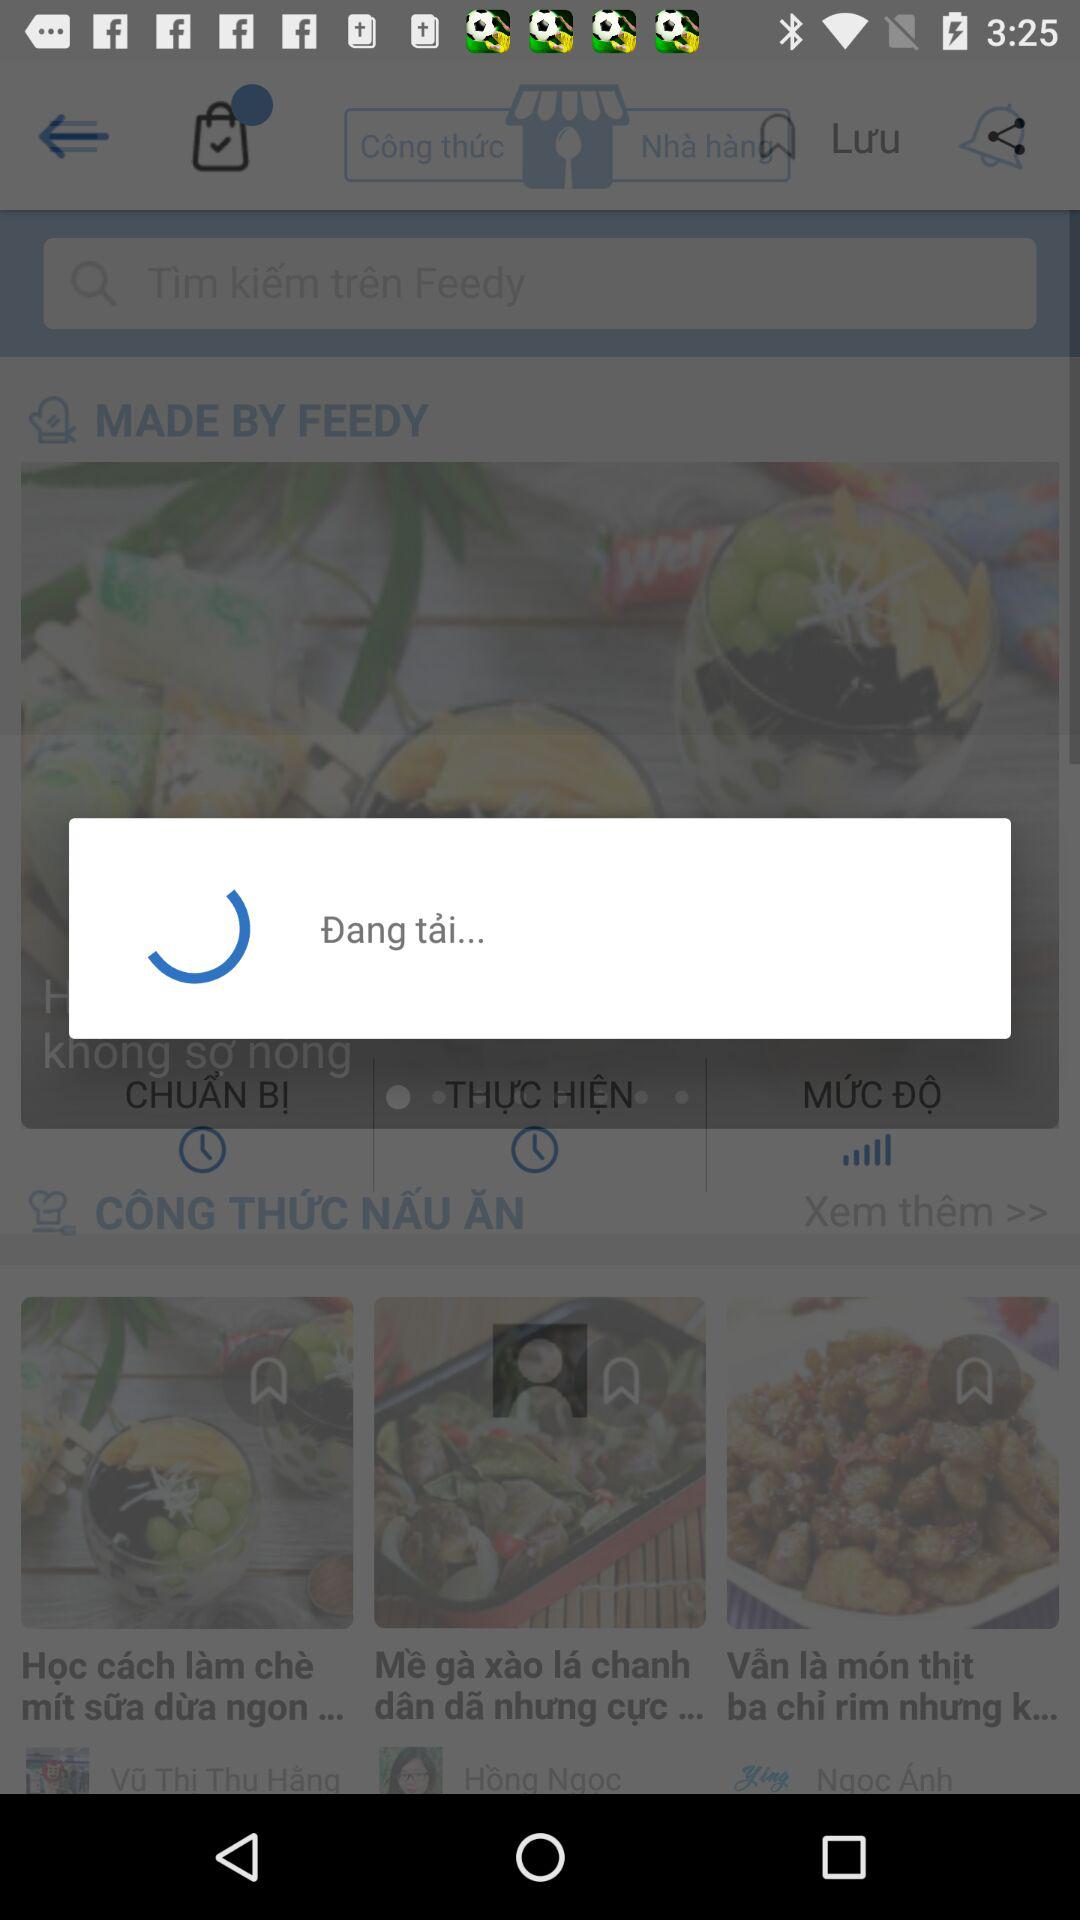 3:25
Công thức
Nhà hàng
Lưu
Tìm kiếm trên Feedy
MADE BY FEEDY
Wel
Đang tải...
H
không sợ nóng
CHUẨN BỊ
THỰC HIỆN
MỨC ĐỘ
CÔNG THỨC NẤU ĂN
Xem thêm >>
Học cách làm chè
mít sữa dừa ngon ...
Mề gà xào lá chanh
dân dã nhưng cực ...
Vẫn là món thịt
ba chỉ rim nhưng k...
Vũ Thị Thu Hằng
Hồng Ngọc
Ying
Ngọc Ánh